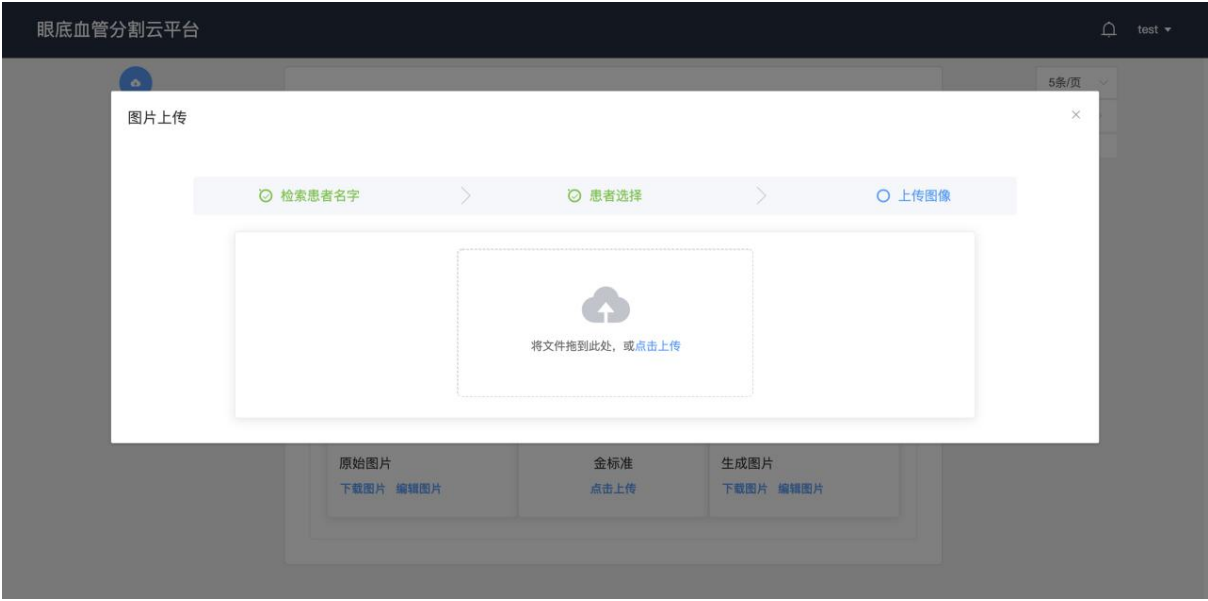 眼底血管分割云平台
test
5条/页
图片上传
检索患者名字
患者选择
上传图像
将文件拖到此处，或点击上传
原始图片 金标准 生成图片
下载图片 编辑图片 点击上传 下载图片 编辑图片